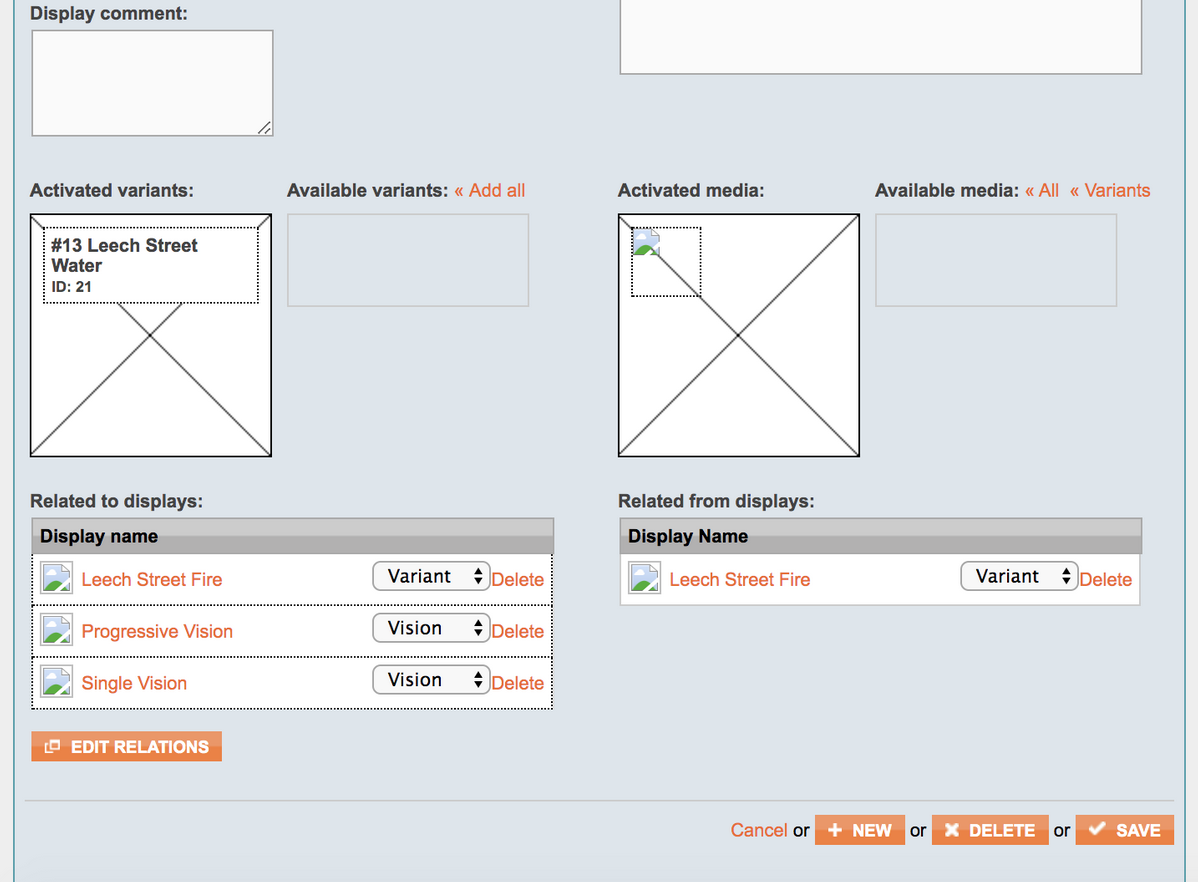 Display comment:
Activated variants:
Available variants: « Add all
Activated media:
Available media: « All « Variants
#13 Leech Street
Water
ID: 21
Related to displays:
Display name
Leech Street Fire Variant Delete
Progressive Vision Vision Delete
Single Vision Vision Delete
EDIT RELATIONS
Related from displays:
Display Name
Leech Street Fire Variant Delete
Cancel or + NEW or DELETE or SAVE